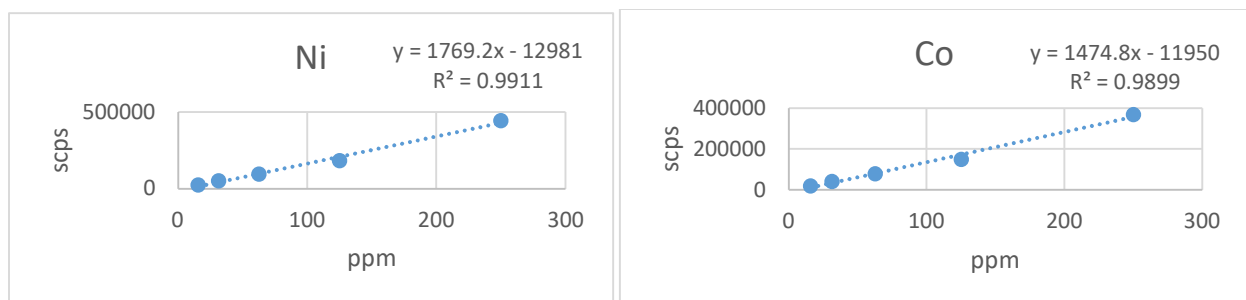 Ni
y = 1769.2x - 12981
R² = 0.9911
500000
0
scps
0 100 200 300
ppm
Co
y = 1474.8x - 11950
R² = 0.9899
400000
200000
0
scps
0 100 200 300
ppm